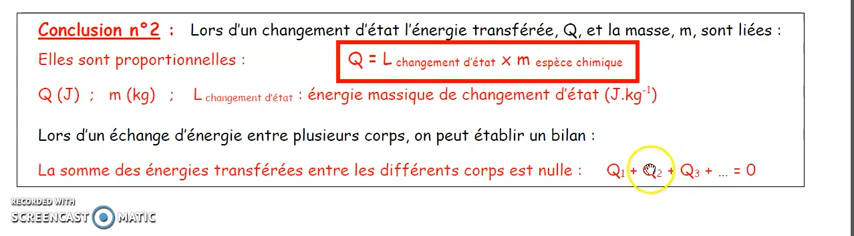 Conclusion n°2 : Lors d'un changement d'état l'énergie transférée, Q, et la masse, m, sont liées :
Elles sont proportionnelles : Q = L changement d'état x m espèce chimique
Q (J) ; m (kg) ; L changement d'état : énergie massique de changement d'état (J.kg⁻¹)
Lors d'un échange d'énergie entre plusieurs corps, on peut établir un bilan :
La somme des énergies transférées entre les différents corps est nulle : Q₁ + Q₂ + Q₃ + ... = 0
RECORDED WITH
SCREENCAST MATIC